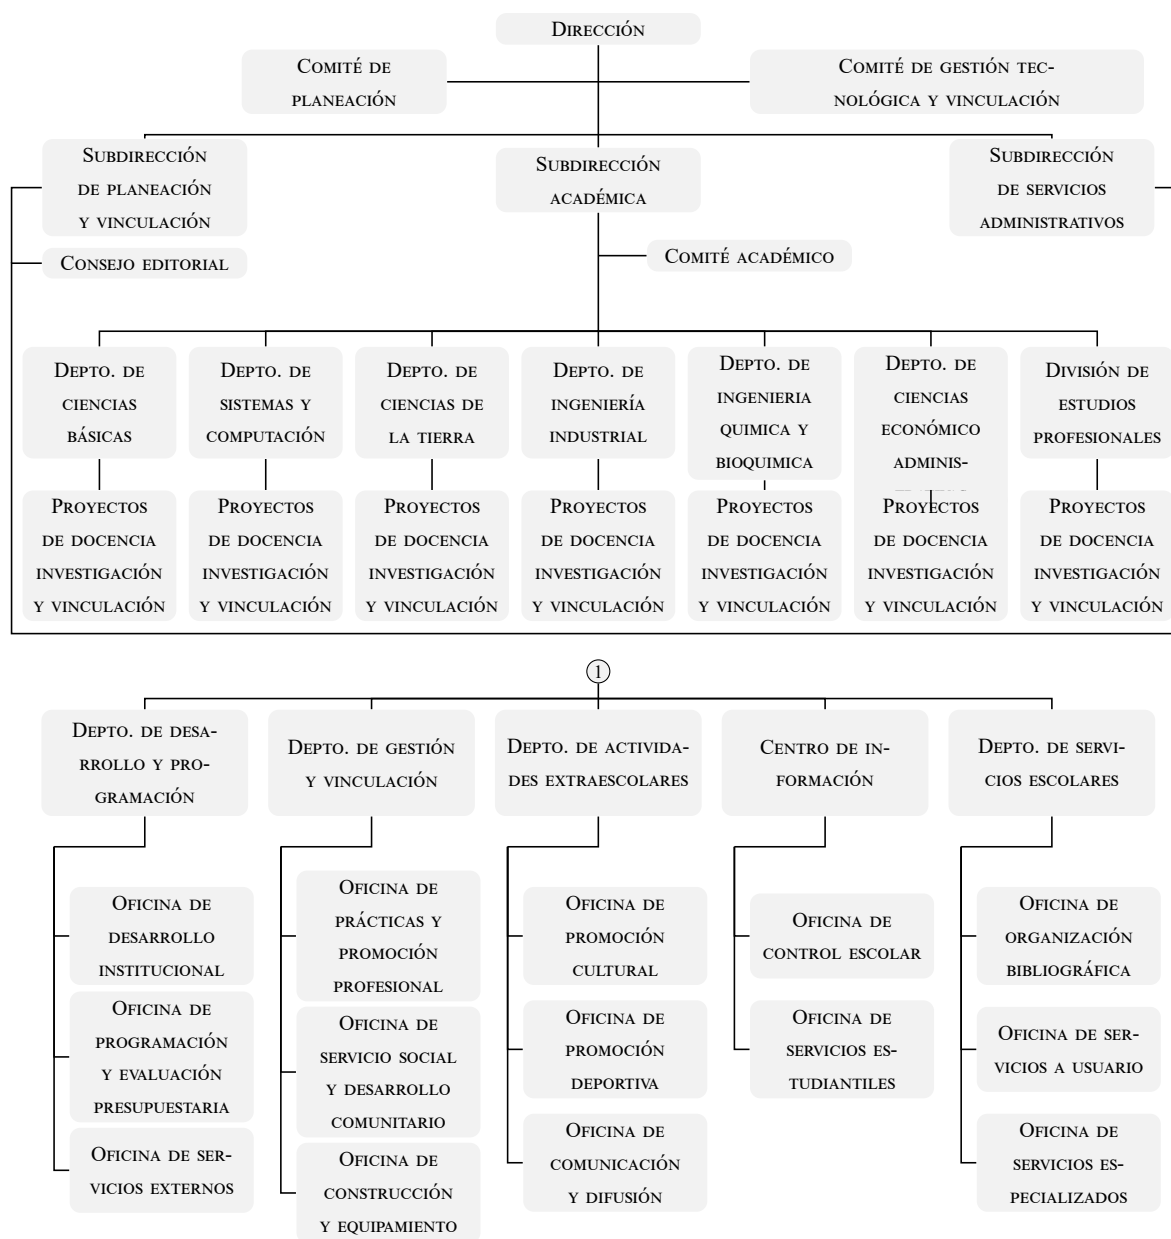 Dirección
Comité de
planeación
Comité de gestión tec-
nológica y vinculación
Subdirección
de planeación
y vinculación
Subdirección
académica
Subdirección
de servicios
administrativos
Consejo editorial
Comité académico
Depto. de
ciencias
básicas
Depto. de
sistemas y
computación
Depto. de
ciencias de
la tierra
Depto. de
ingeniería
industrial
Depto. de
ingenieria
quimica y
bioquimica
Depto. de
ciencias
económico
adminis-
División de
estudios
profesionales
Proyectos
de docencia
investigación
y vinculación
Proyectos
de docencia
investigación
y vinculación
Proyectos
de docencia
investigación
y vinculación
Proyectos
de docencia
investigación
y vinculación
Proyectos
de docencia
investigación
y vinculación
Proyectos
de docencia
investigación
y vinculación
Proyectos
de docencia
investigación
y vinculación
1
Depto. de desa-
rrollo y pro-
gramación
Depto. de gestión
y vinculación
Depto. de activida-
des extraescolares
Centro de in-
formación
Depto. de servi-
cios escolares
Oficina de
desarrollo
institucional
Oficina de
programación
y evaluación
presupuestaria
Oficina de ser-
vicios externos
Oficina de
prácticas y
promoción
profesional
Oficina de
servicio social
y desarrollo
comunitario
Oficina de
construcción
y equipamiento
Oficina de
promoción
cultural
Oficina de
promoción
deportiva
Oficina de
comunicación
y difusión
Oficina de
control escolar
Oficina de
servicios es-
tudiantiles
Oficina de
organización
bibliográfica
Oficina de ser-
vicios a usuario
Oficina de
servicios es-
pecializados